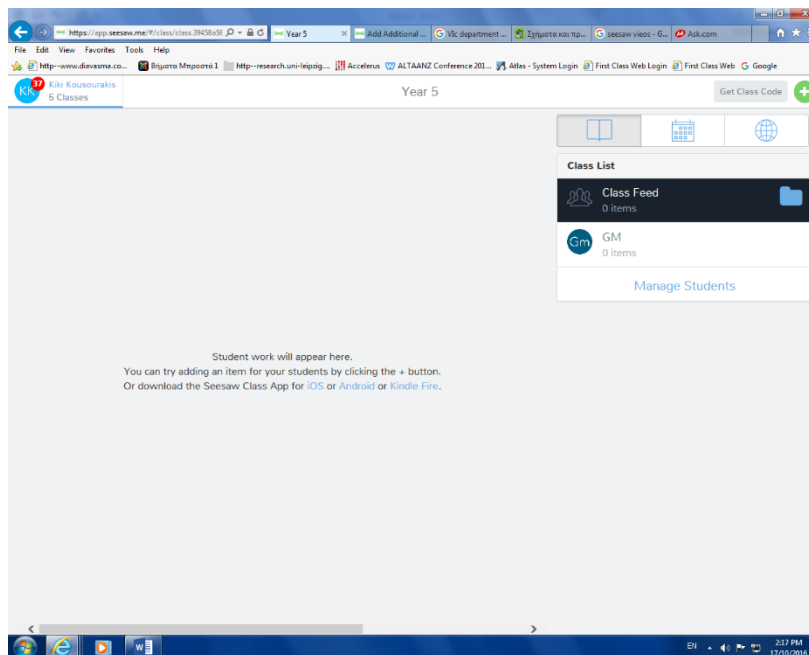 https://app.seesaw.me/#/class/class.39458a58
Year 5
Add Additional ...
Vlc department ...
Σχήματα και πρ...
seesaw vieos - G...
Ask.com
File Edit View Favorites Tools Help
http--www.diavasma.co...
Βήματα Μπροστά 1
http--research.uni-leipzig....
Accelerus
ALTAANZ Conference 201...
Atlas - System Login
First Class Web Login
First Class Web
Google
KK
37
Kiki Kousourakis
5 Classes
Year 5
Get Class Code
Class List
Class Feed
0 items
Gm
GM
0 items
Manage Students
Student work will appear here.
You can try adding an item for your students by clicking the + button.
Or download the Seesaw Class App for iOS or Android or Kindle Fire.
EN
2:17 PM
17/10/2016